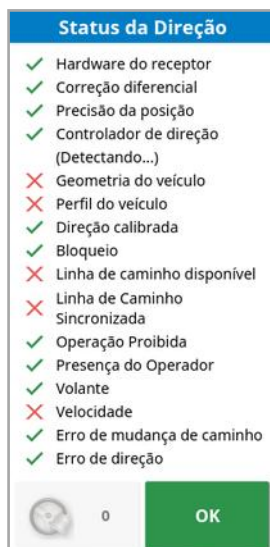 Status da Direção
Hardware do receptor
Correção diferencial
Precisão da posição
Controlador de direção
(Detectando...)
Geometria do veículo
Perfil do veículo
Direção calibrada
Bloqueio
Linha de caminho disponível
Linha de Caminho
Sincronizada
Operação Proibida
Presença do Operador
Volante
Velocidade
Erro de mudança de caminho
Erro de direção
0
OK